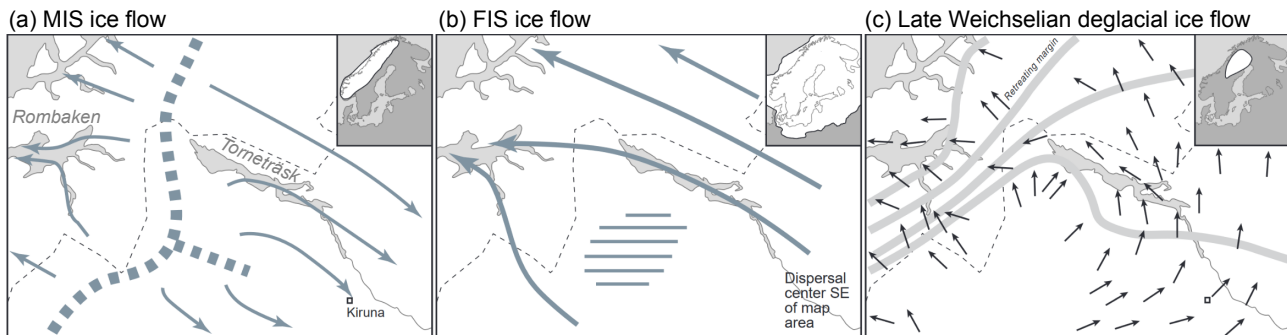 (a) MIS ice flow
(b) FIS ice flow
(c) Late Weichselian deglacial ice flow
Rombaken
Torneträsk
Kiruna
Dispersal
center SE
of map
area
Retreating margin